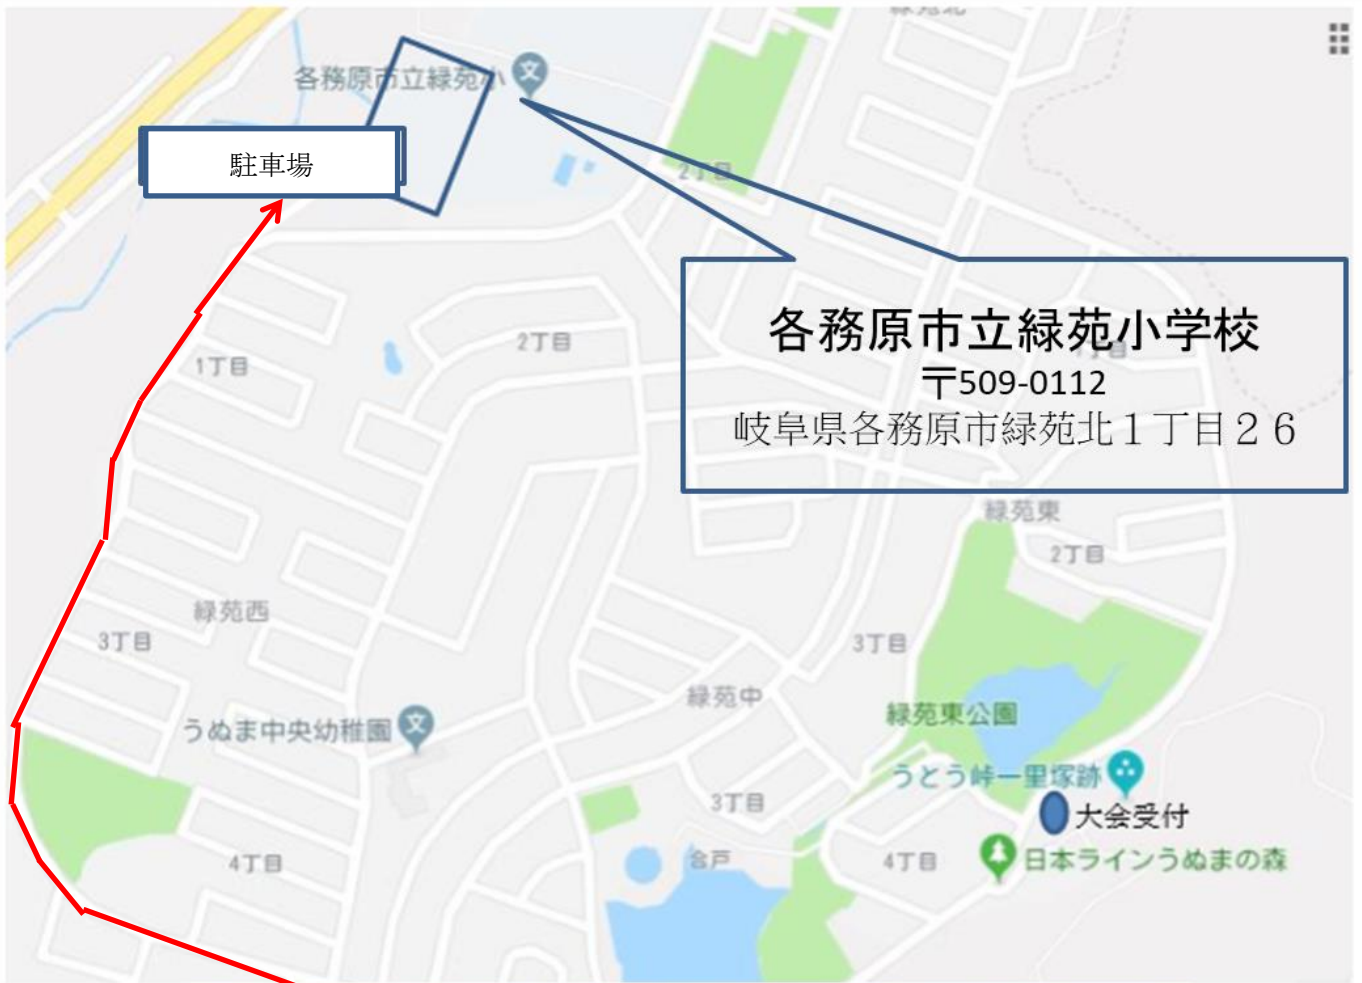 緑苑北
各務原市立緑苑小
駐車場
2丁目
各務原市立緑苑小学校
〒509-0112
岐阜県各務原市緑苑北１丁目２６
2丁目
1丁目
緑苑東
2丁目
緑苑西
3丁目
3丁目
緑苑中
緑苑東公園
うぬま中央幼稚園
うとう峠一里塚跡
3丁目
大会受付
4丁目
合戸
4丁目
日本ラインうぬまの森